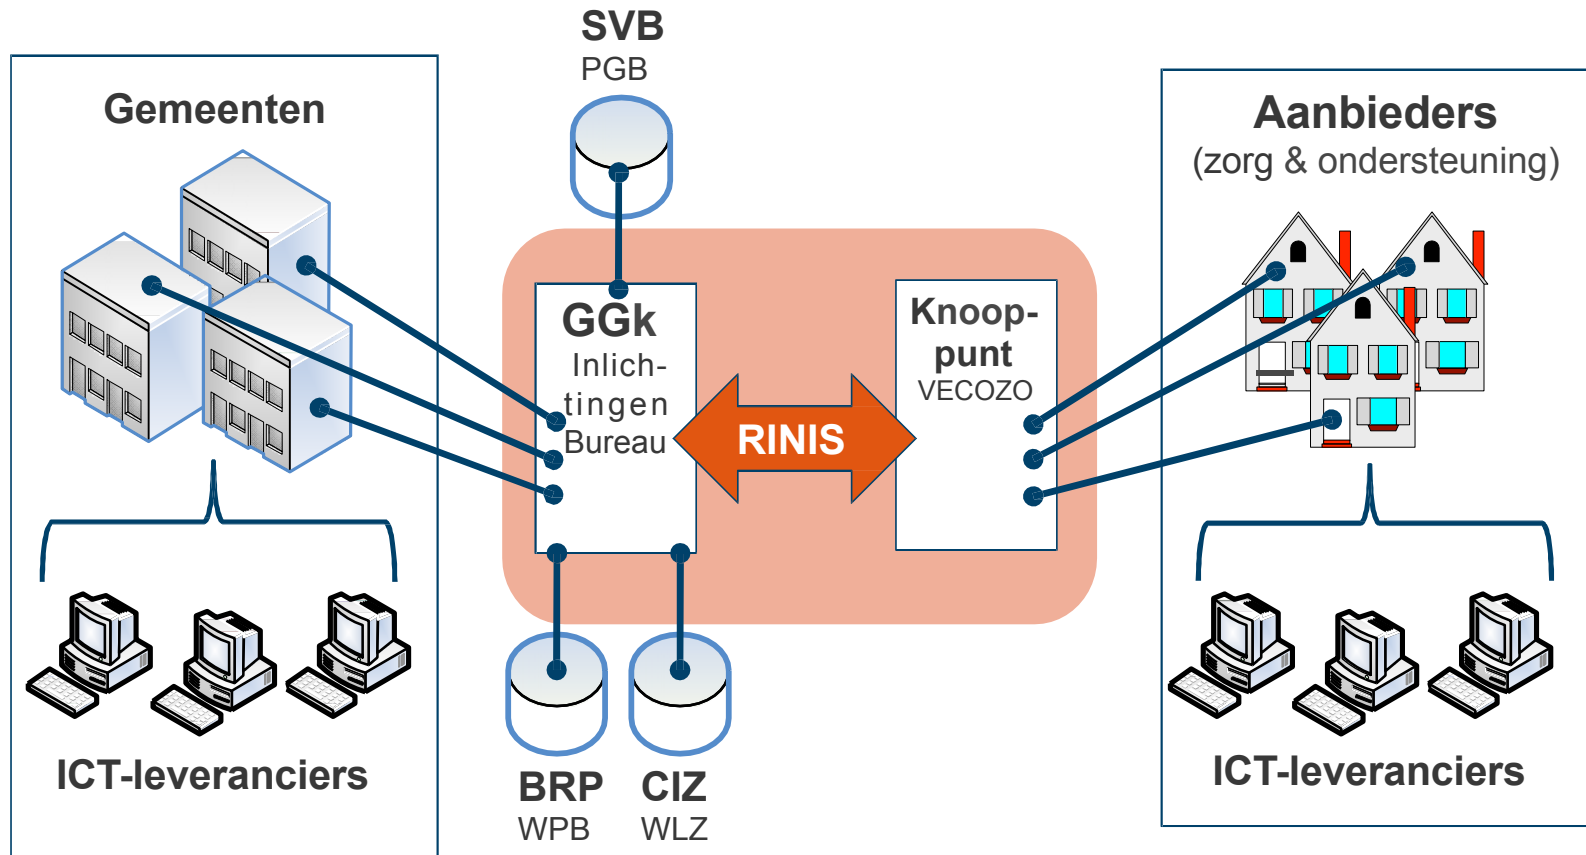 SVB
PGB
Gemeenten
Aanbieders
(zorg & ondersteuning)
GGk
Inlich-
tingen
Bureau
RINIS
Knoop-
punt
VECOZO
ICT-leveranciers
BRP
WPB
CIZ
WLZ
ICT-leveranciers